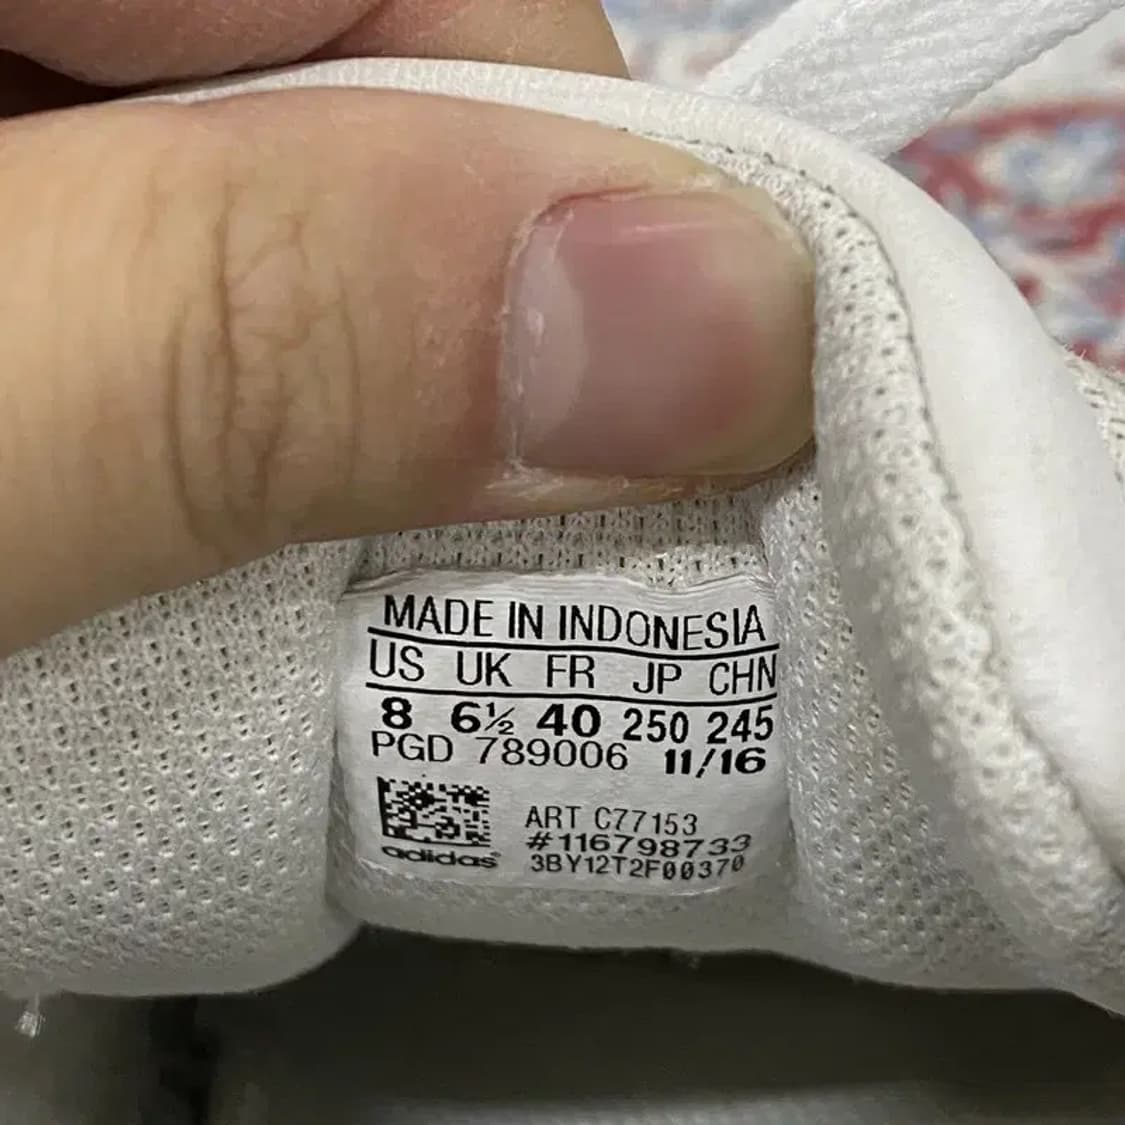 MADE IN INDONESIA
US UK FR JP CHN
8 6½ 40 250 245
PGD 789006 11/16
ART C77153
#116798733
adidas 3BY12T2F00370